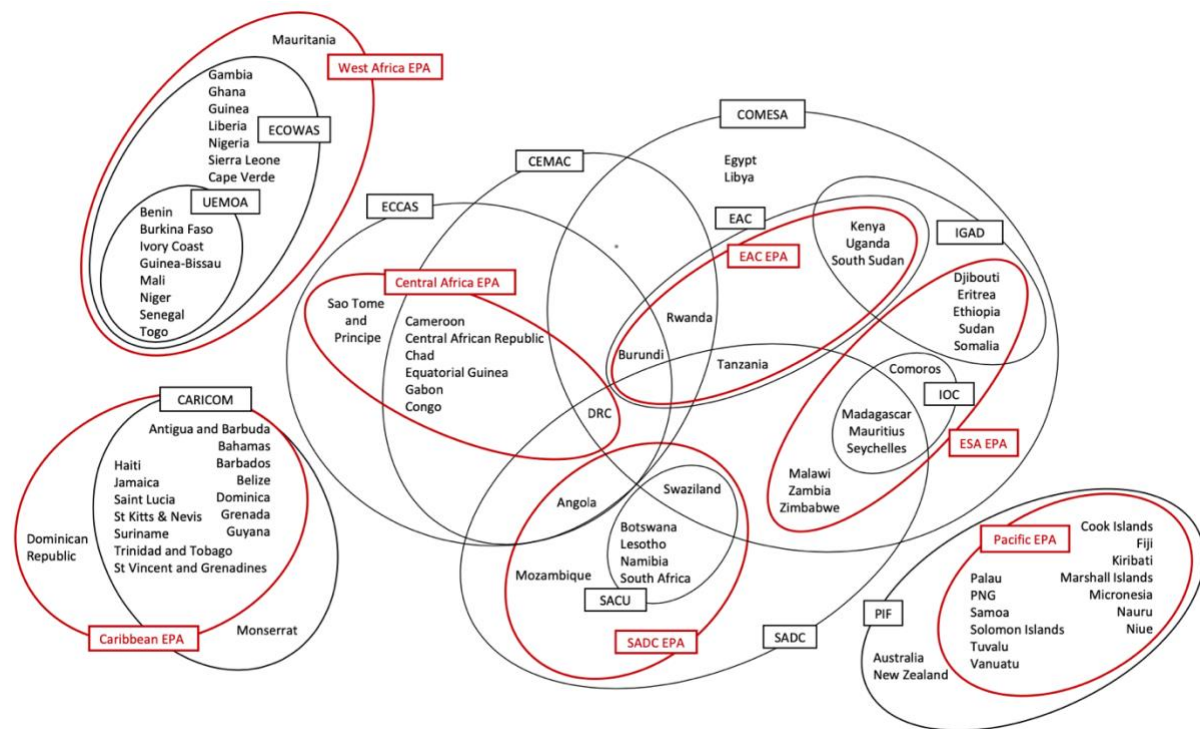 Mauritania
West Africa EPA
Gambia
Ghana
Guinea
Liberia
Nigeria
Sierra Leone
Cape Verde
ECOWAS
UEMOA
Benin
Burkina Faso
Ivory Coast
Guinea-Bissau
Mali
Niger
Senegal
Togo
COMESA
Egypt
Libya
CEMAC
ECCAS
EAC
EAC EPA
Kenya
Uganda
South Sudan
IGAD
Djibouti
Eritrea
Ethiopia
Sudan
Somalia
Central Africa EPA
Sao Tome
and
Principe
Cameroon
Central African Republic
Chad
Equatorial Guinea
Gabon
Congo
Rwanda
Burundi
Tanzania
DRC
Comoros
IOC
Madagascar
Mauritius
Seychelles
ESA EPA
Malawi
Zambia
Zimbabwe
Angola
Swaziland
Botswana
Lesotho
Namibia
South Africa
Mozambique
SACU
SADC EPA
SADC
CARICOM
Antigua and Barbuda
Bahamas
Barbados
Belize
Dominica
Grenada
Guyana
Haiti
Jamaica
Saint Lucia
St Kitts & Nevis
Suriname
Trinidad and Tobago
St Vincent and Grenadines
Dominican
Republic
Caribbean EPA
Monserrat
Pacific EPA
Cook Islands
Fiji
Kiribati
Marshall Islands
Micronesia
Nauru
Niue
Palau
PNG
Samoa
Solomon Islands
Tuvalu
Vanuatu
PIF
Australia
New Zealand